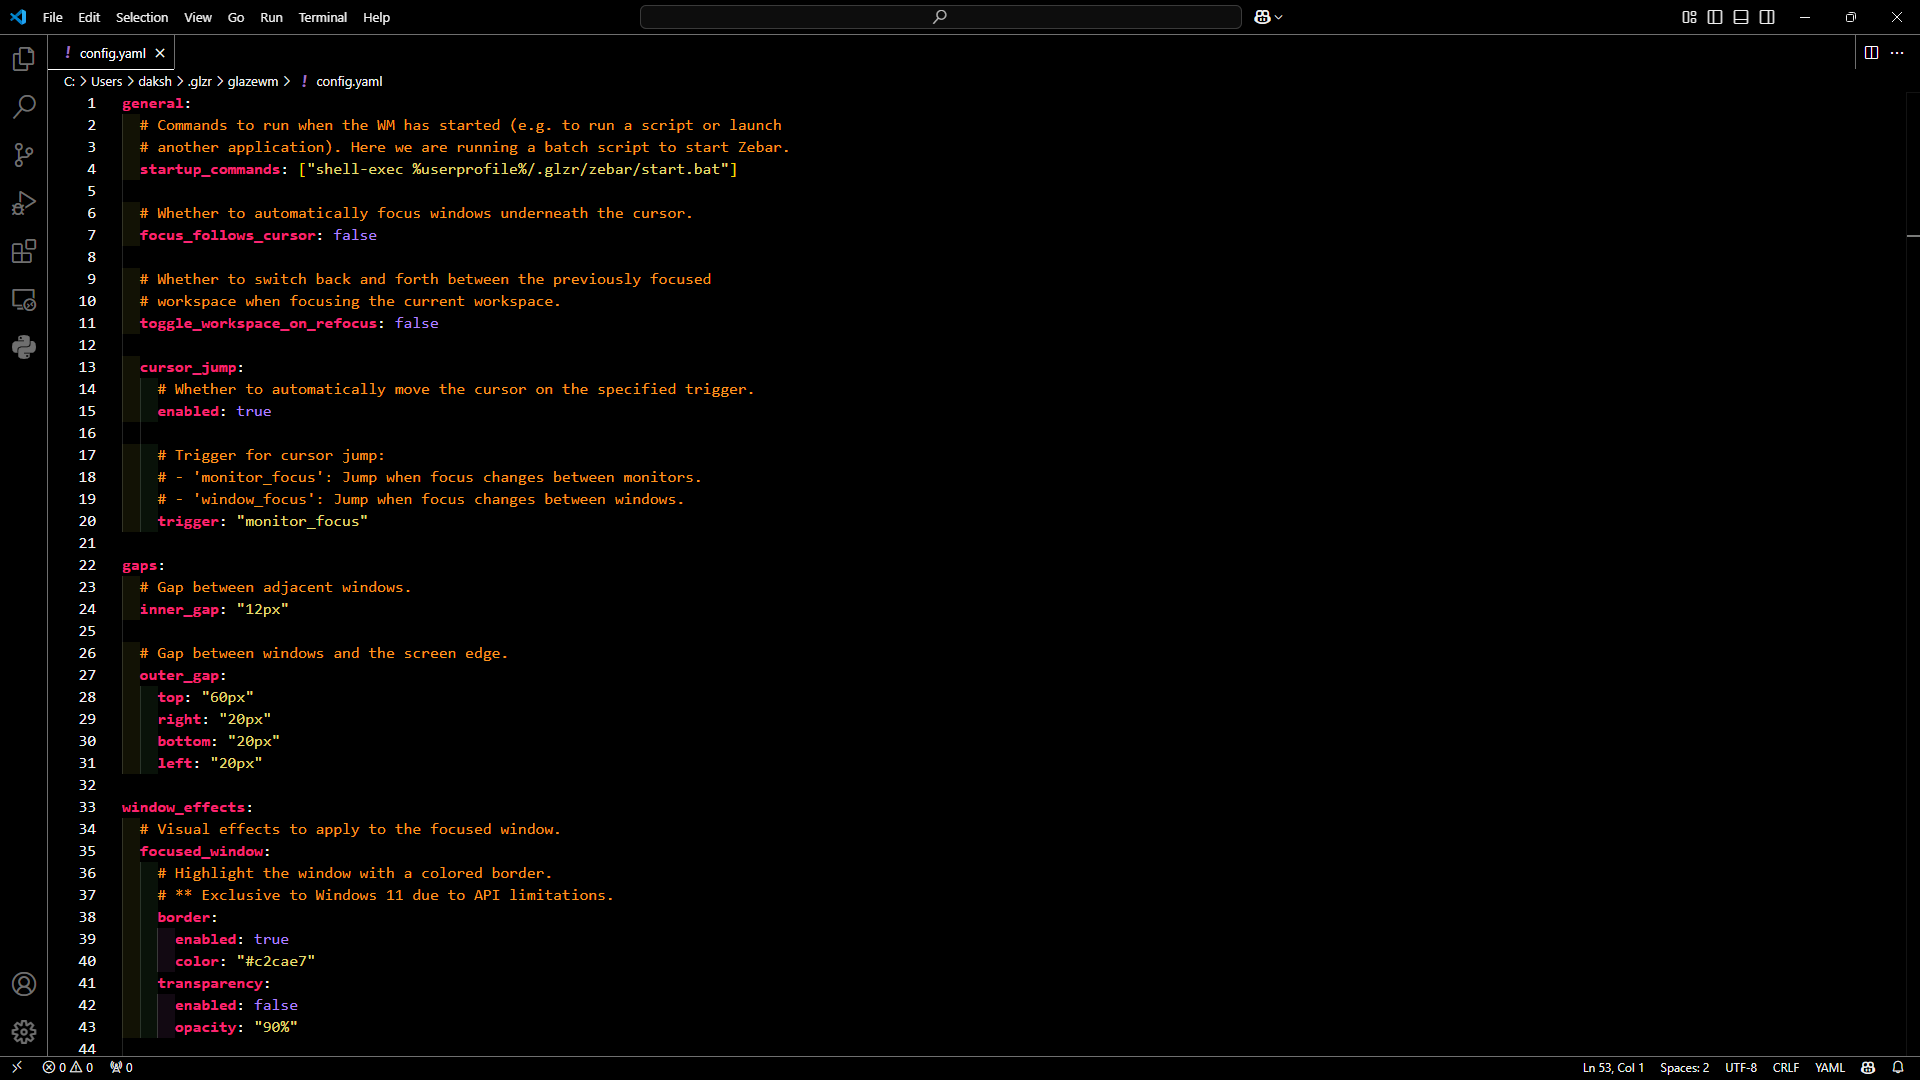 File Edit Selection View Go Run Terminal Help
! config.yaml
C: > Users > daksh > .glzr > glazewm > ! config.yaml
1 general:
2 # Commands to run when the WM has started (e.g. to run a script or launch
3 # another application). Here we are running a batch script to start Zebar.
4 startup_commands: ["shell-exec %userprofile%/.glzr/zebar/start.bat"]
5
6 # Whether to automatically focus windows underneath the cursor.
7 focus_follows_cursor: false
8
9 # Whether to switch back and forth between the previously focused
10 # workspace when focusing the current workspace.
11 toggle_workspace_on_refocus: false
12
13 cursor_jump:
14 # Whether to automatically move the cursor on the specified trigger.
15 enabled: true
16
17 # Trigger for cursor jump:
18 # - 'monitor_focus': Jump when focus changes between monitors.
19 # - 'window_focus': Jump when focus changes between windows.
20 trigger: "monitor_focus"
21
22 gaps:
23 # Gap between adjacent windows.
24 inner_gap: "12px"
25
26 # Gap between windows and the screen edge.
27 outer_gap:
28 top: "60px"
29 right: "20px"
30 bottom: "20px"
31 left: "20px"
32
33 window_effects:
34 # Visual effects to apply to the focused window.
35 focused_window:
36 # Highlight the window with a colored border.
37 # ** Exclusive to Windows 11 due to API limitations.
38 border:
39 enabled: true
40 color: "#c2cae7"
41 transparency:
42 enabled: false
43 opacity: "90%"
44
0 0 0 Ln 53, Col 1 Spaces: 2 UTF-8 CRLF YAML